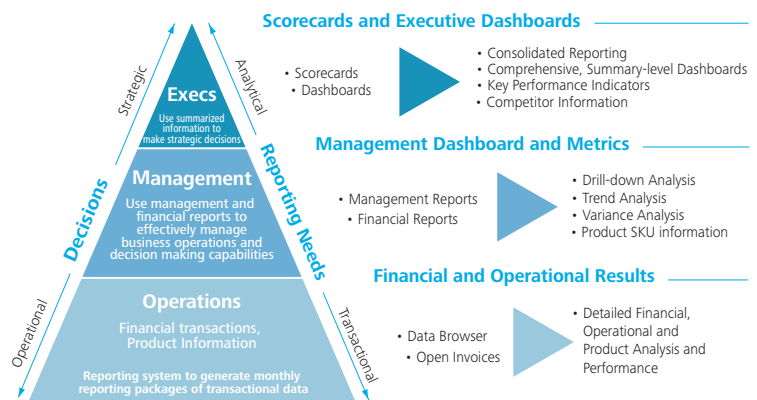 Scorecards and Executive Dashboards
Strategic
Analytical
Execs
Use summarized
information to
make strategic decisions
• Scorecards
• Dashboards
• Consolidated Reporting
• Comprehensive, Summary-level Dashboards
• Key Performance Indicators
• Competitor Information
Management Dashboard and Metrics
Decisions
Reporting Needs
Management
Use management and
financial reports to
effectively manage
business operations and
decision making capabilities
• Management Reports
• Financial Reports
• Drill-down Analysis
• Trend Analysis
• Variance Analysis
• Product SKU information
Financial and Operational Results
Operational
Transactional
Operations
Financial transactions,
Product Information
Reporting system to generate monthly
reporting packages of transactional data
• Data Browser
• Open Invoices
• Detailed Financial,
Operational and
Product Analysis and
Performance